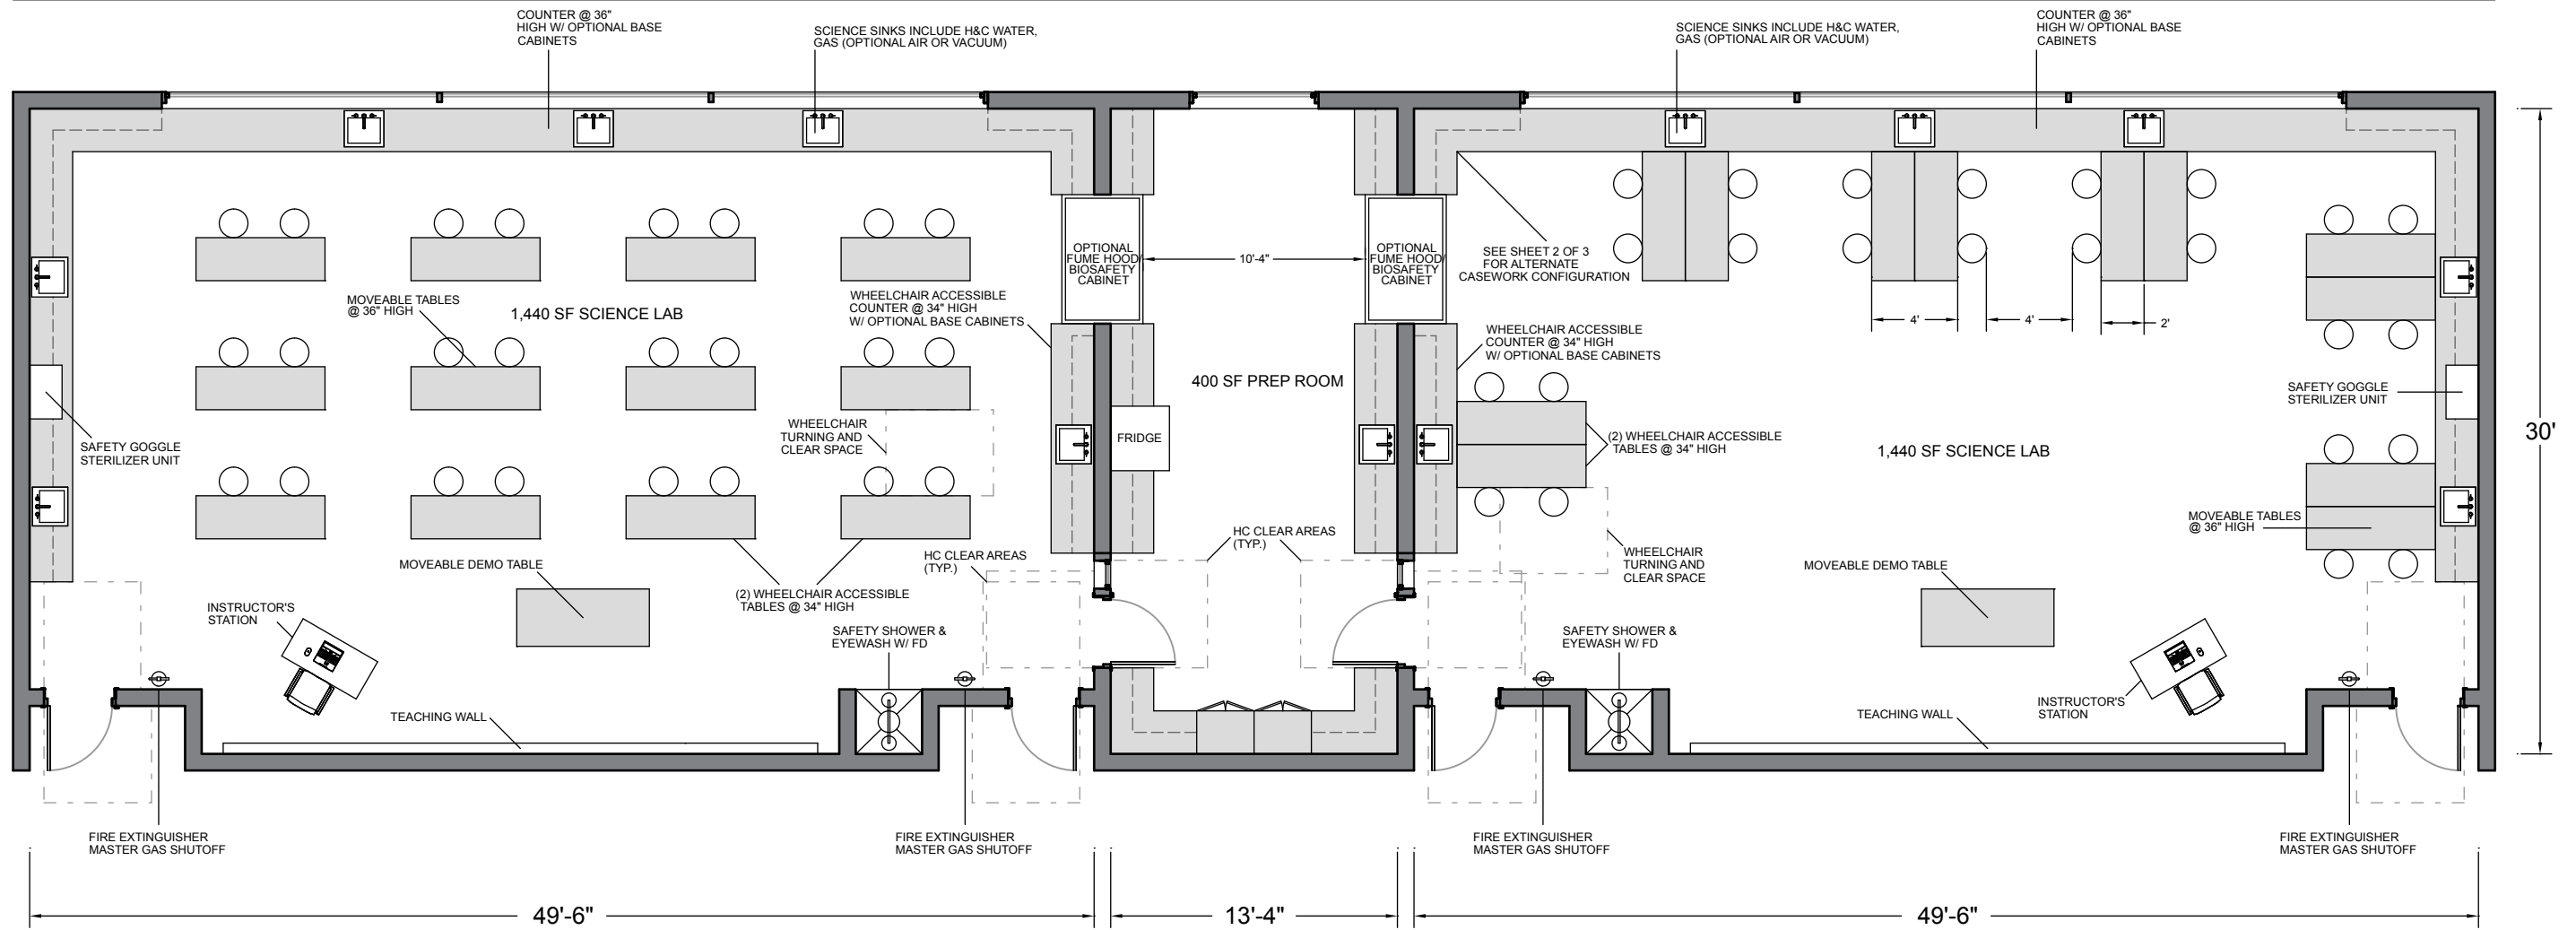 COUNTER @ 36"
HIGH W/ OPTIONAL BASE
CABINETS
SCIENCE SINKS INCLUDE H&C WATER,
GAS (OPTIONAL AIR OR VACUUM)
SCIENCE SINKS INCLUDE H&C WATER,
GAS (OPTIONAL AIR OR VACUUM)
COUNTER @ 36"
HIGH W/ OPTIONAL BASE
CABINETS
OPTIONAL
FUME HOOD/
BIOSAFETY
CABINET
10'-4"
OPTIONAL
FUME HOOD/
BIOSAFETY
CABINET
SEE SHEET 2 OF 3
FOR ALTERNATE
CASEWORK CONFIGURATION
MOVEABLE TABLES
@ 36" HIGH
1,440 SF SCIENCE LAB
WHEELCHAIR ACCESSIBLE
COUNTER @ 34" HIGH
W/ OPTIONAL BASE CABINETS
4'
4'
2'
WHEELCHAIR ACCESSIBLE
COUNTER @ 34" HIGH
W/ OPTIONAL BASE CABINETS
400 SF PREP ROOM
SAFETY GOGGLE
STERILIZER UNIT
30'
SAFETY GOGGLE
STERILIZER UNIT
WHEELCHAIR
TURNING AND
CLEAR SPACE
FRIDGE
(2) WHEELCHAIR ACCESSIBLE
TABLES @ 34" HIGH
1,440 SF SCIENCE LAB
MOVEABLE TABLES
@ 36" HIGH
HC CLEAR AREAS
(TYP.)
HC CLEAR AREAS
(TYP.)
WHEELCHAIR
TURNING AND
CLEAR SPACE
MOVEABLE DEMO TABLE
MOVEABLE DEMO TABLE
(2) WHEELCHAIR ACCESSIBLE
TABLES @ 34" HIGH
INSTRUCTOR'S
STATION
SAFETY SHOWER &
EYEWASH W/ FD
SAFETY SHOWER &
EYEWASH W/ FD
INSTRUCTOR'S
STATION
TEACHING WALL
TEACHING WALL
FIRE EXTINGUISHER
MASTER GAS SHUTOFF
FIRE EXTINGUISHER
MASTER GAS SHUTOFF
FIRE EXTINGUISHER
MASTER GAS SHUTOFF
FIRE EXTINGUISHER
MASTER GAS SHUTOFF
49'-6"
13'-4"
49'-6"